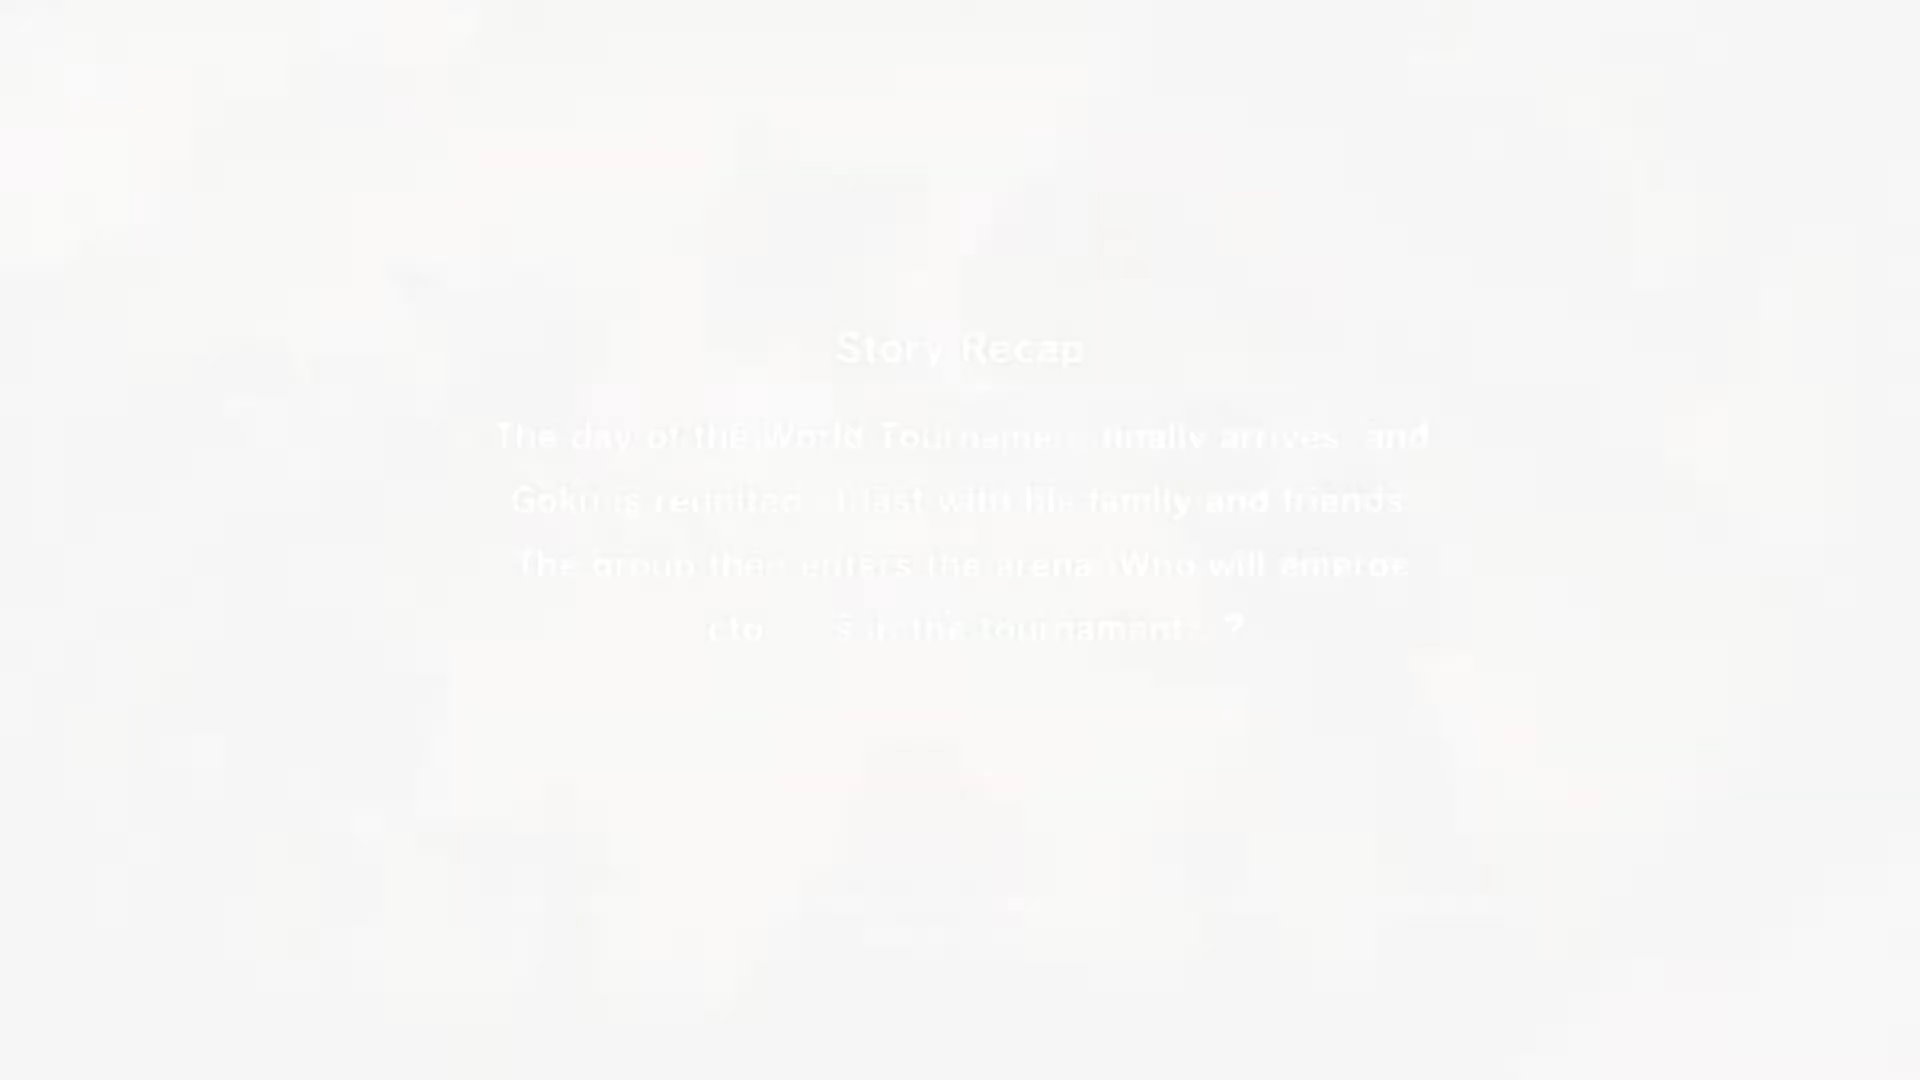 Story Recap
The day of the World Tournament finally arrives, and
Goku is reunited at last with his family and friends.
The group then enters the arena. Who will emerge
in the tournament ?